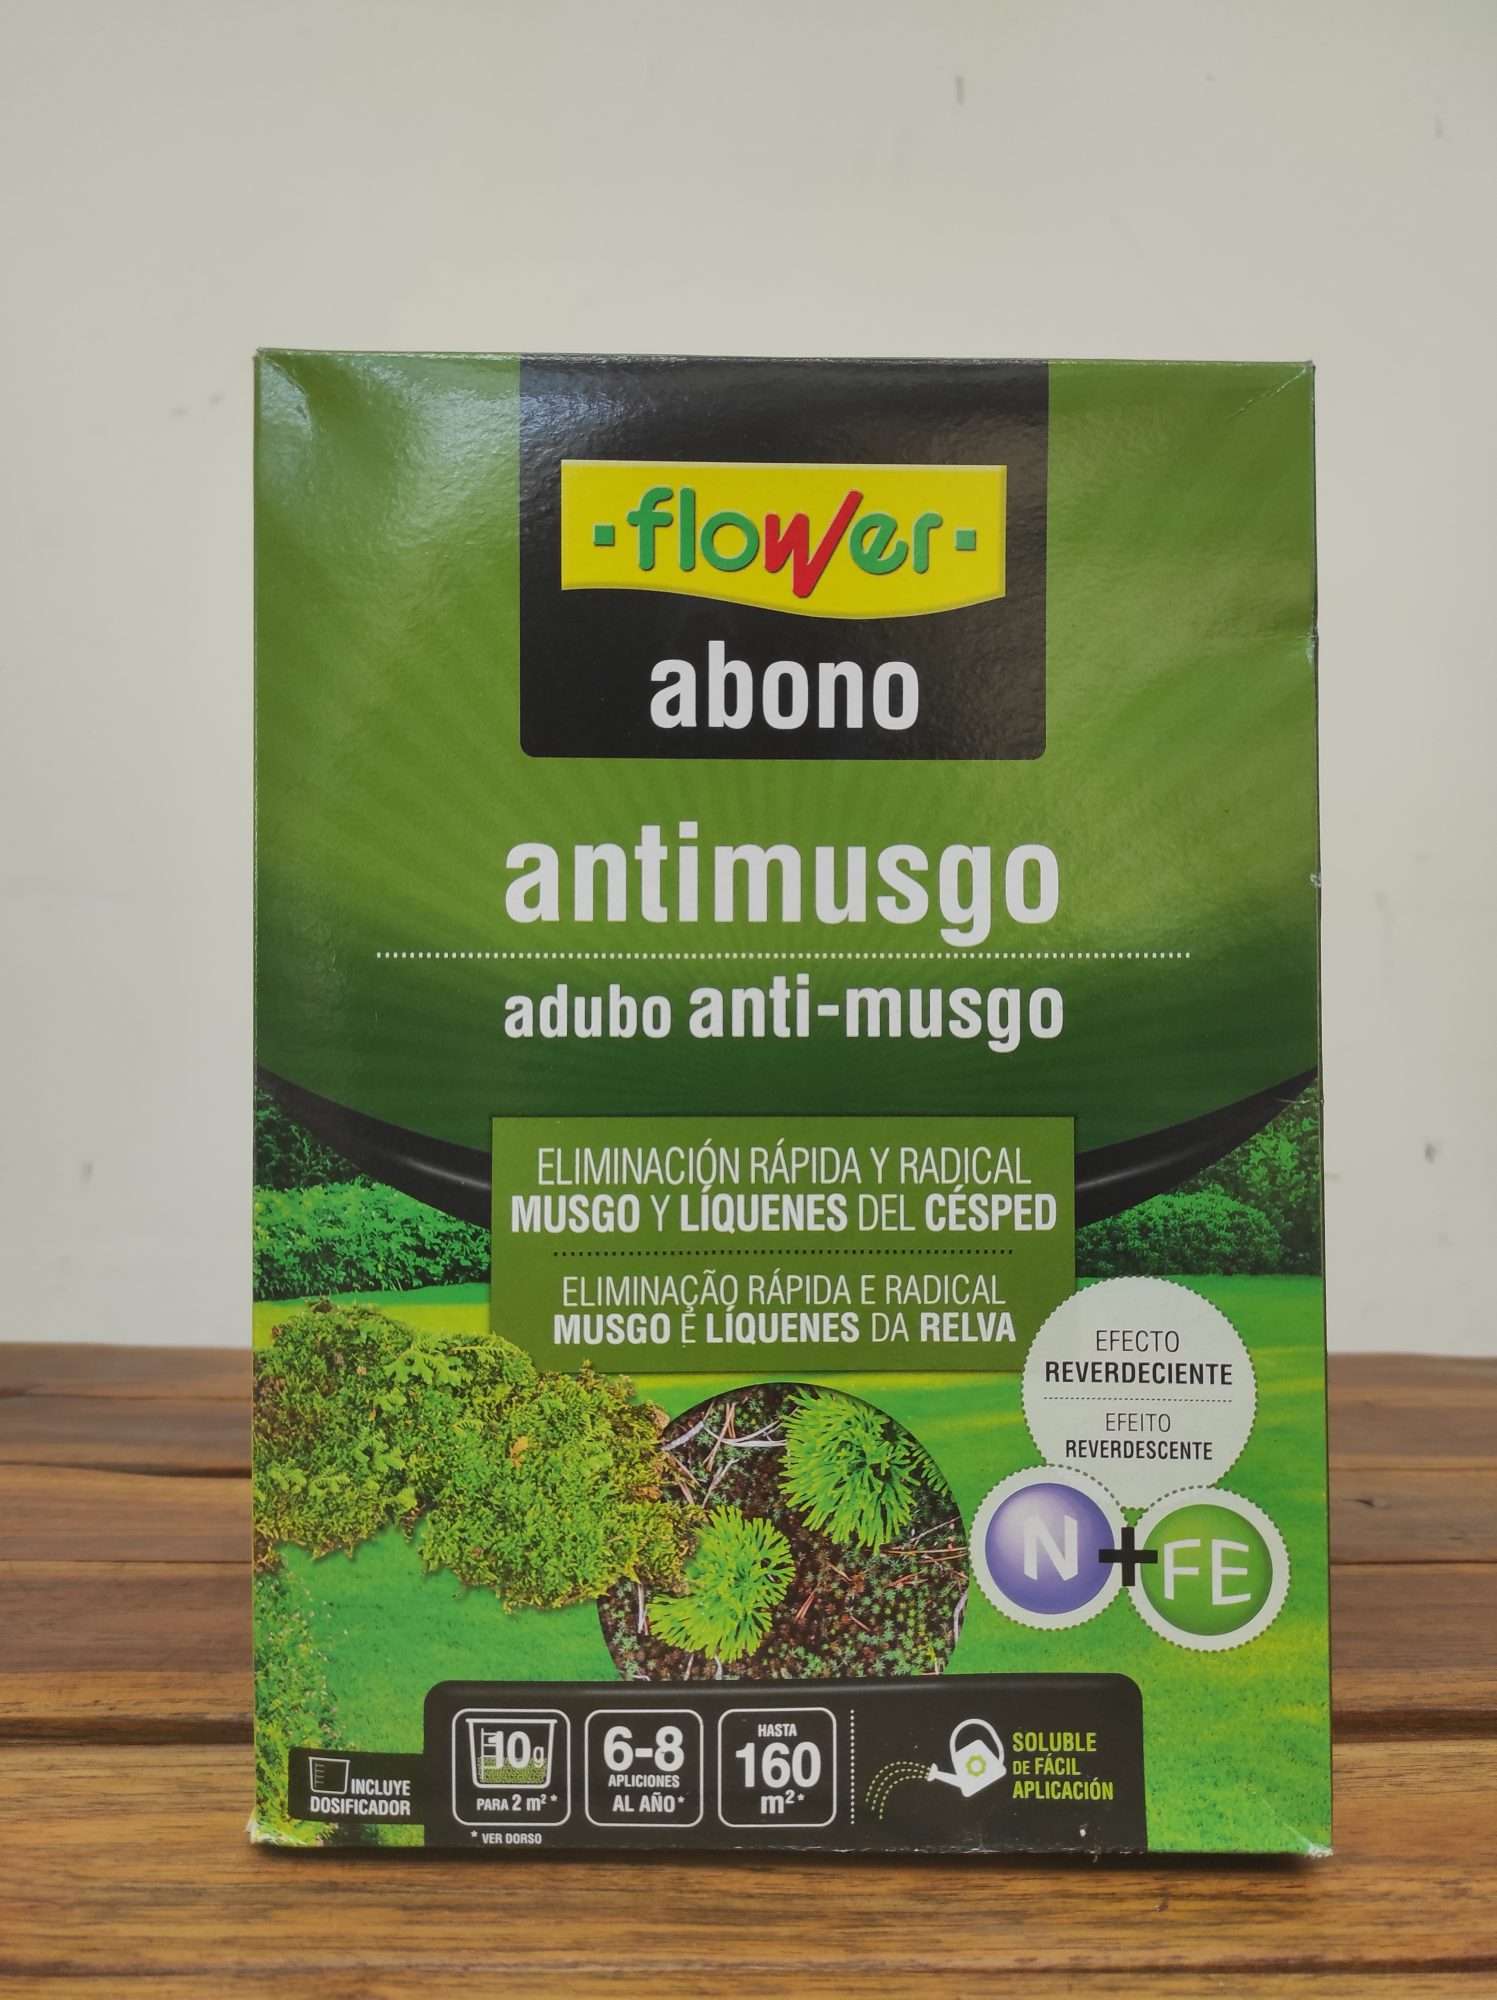 flower
abono
antimusgo
adubo anti-musgo
ELIMINACIÓN RÁPIDA Y RADICAL
MUSGO Y LÍQUENES DEL CÉSPED
ELIMINAÇÃO RÁPIDA E RADICAL
MUSGO E LÍQUENES DA RELVA
EFECTO
REVERDECIENTE
EFEITO
REVERDESCENTE
N + FE
INCLUYE
DOSIFICADOR
10g
PARA 2 m² *
* VER DORSO
6-8
APLICIONES
AL AÑO*
HASTA
160
m²*
SOLUBLE
DE FÁCIL
APLICACIÓN